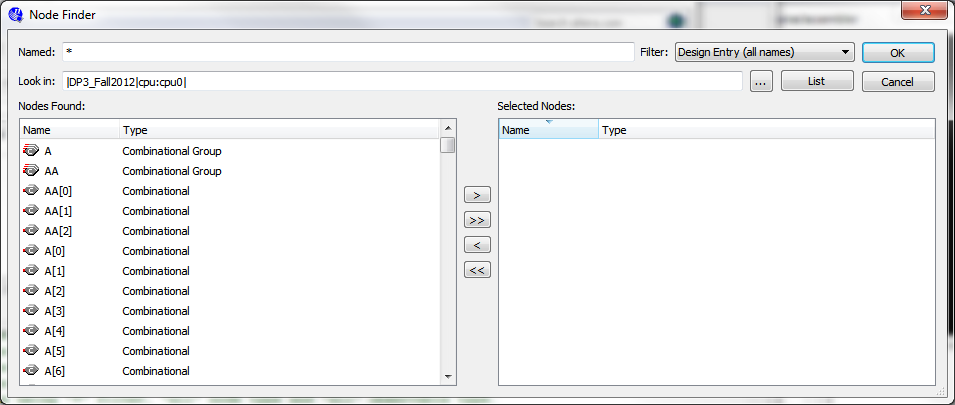 Node Finder
Named: * Filter: Design Entry (all names) OK
Look in: |DP3_Fall2012|cpu:cpu0| ... List Cancel
Nodes Found: Selected Nodes:
Name Type Name Type
A Combinational Group
AA Combinational Group
AA[0] Combinational
AA[1] Combinational
AA[2] Combinational
A[0] Combinational
A[1] Combinational
A[2] Combinational
A[3] Combinational
A[4] Combinational
A[5] Combinational
A[6] Combinational
>
>>
<
<<